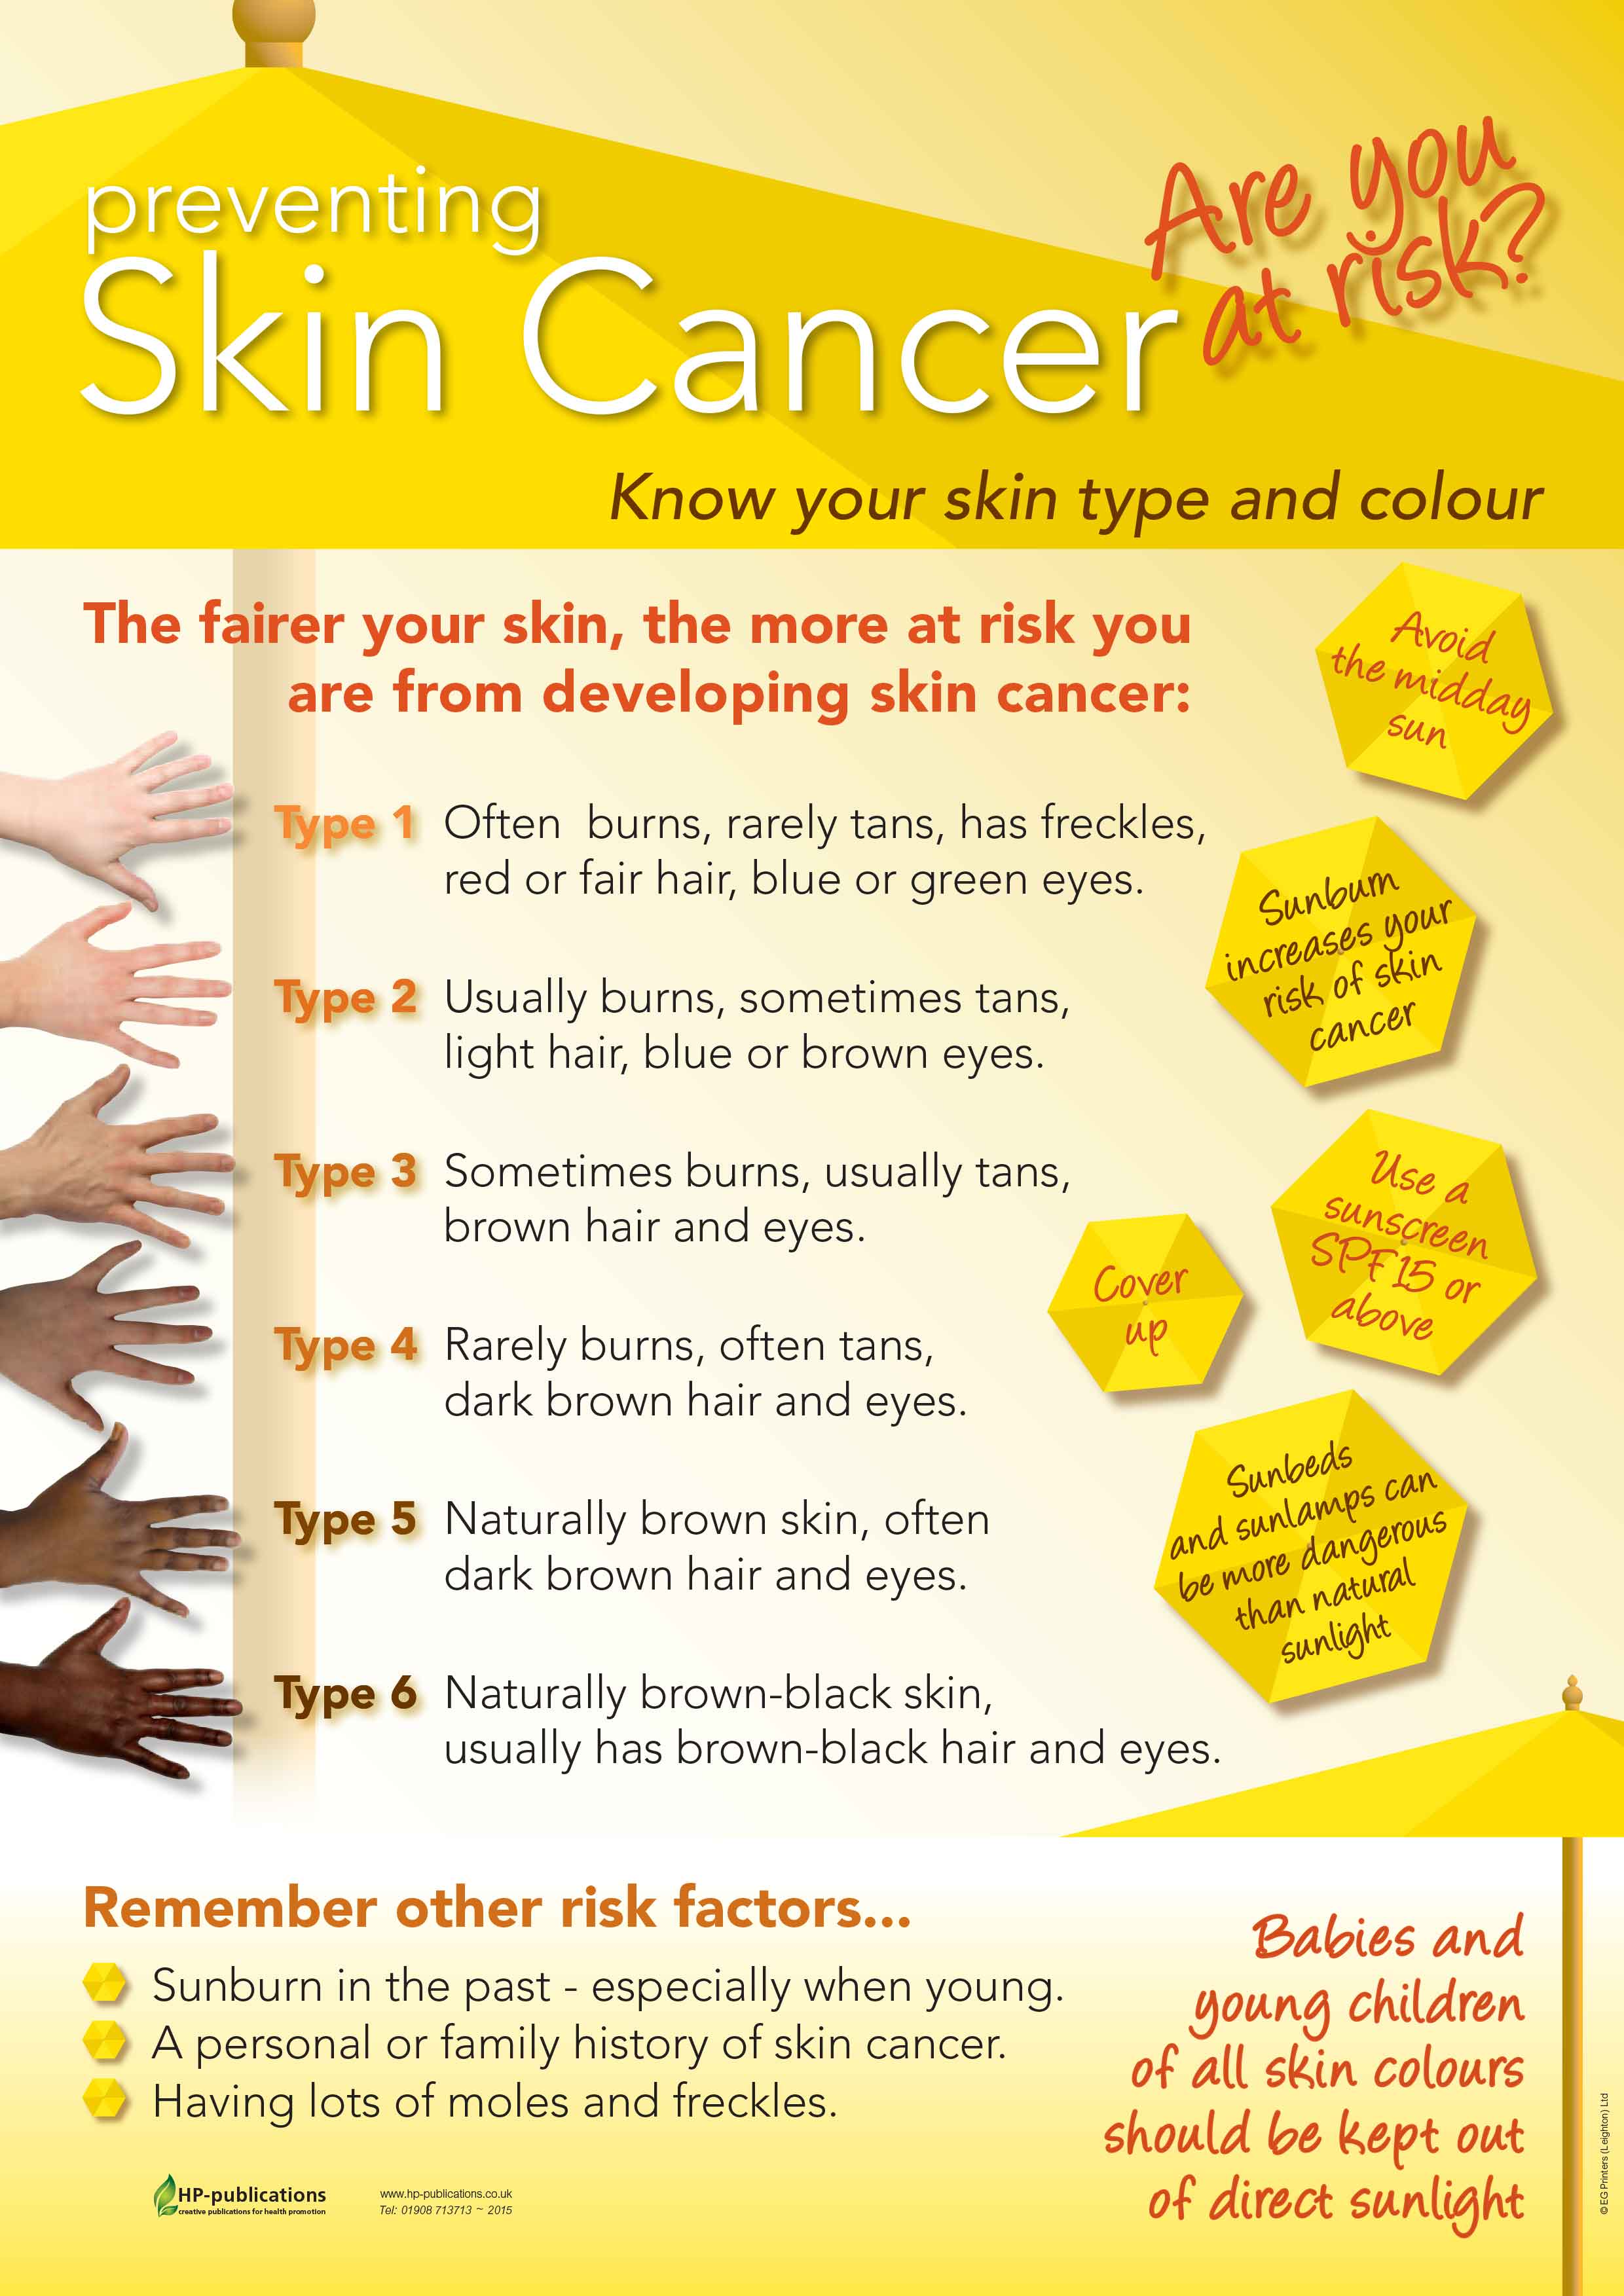 preventing
Skin Cancer
Are you
at risk?
Know your skin type and colour
The fairer your skin, the more at risk you
are from developing skin cancer:
Type 1 Often burns, rarely tans, has freckles,
red or fair hair, blue or green eyes.
Type 2 Usually burns, sometimes tans,
light hair, blue or brown eyes.
Type 3 Sometimes burns, usually tans,
brown hair and eyes.
Type 4 Rarely burns, often tans,
dark brown hair and eyes.
Type 5 Naturally brown skin, often
dark brown hair and eyes.
Type 6 Naturally brown-black skin,
usually has brown-black hair and eyes.
Avoid
the midday
sun
Sunburn
increases your
risk of skin
cancer
Use a
sunscreen
SPF 15 or
above
Cover
up
Sunbeds
and sunlamps can
be more dangerous
than natural
sunlight
Remember other risk factors...
Sunburn in the past - especially when young.
A personal or family history of skin cancer.
Having lots of moles and freckles.
Babies and
young children
of all skin colours
should be kept out
of direct sunlight
HP-publications
creative publications for health promotion
www.hp-publications.co.uk
Tel: 01908 713713 ~ 2015
© EG Printers (Leighton) Ltd